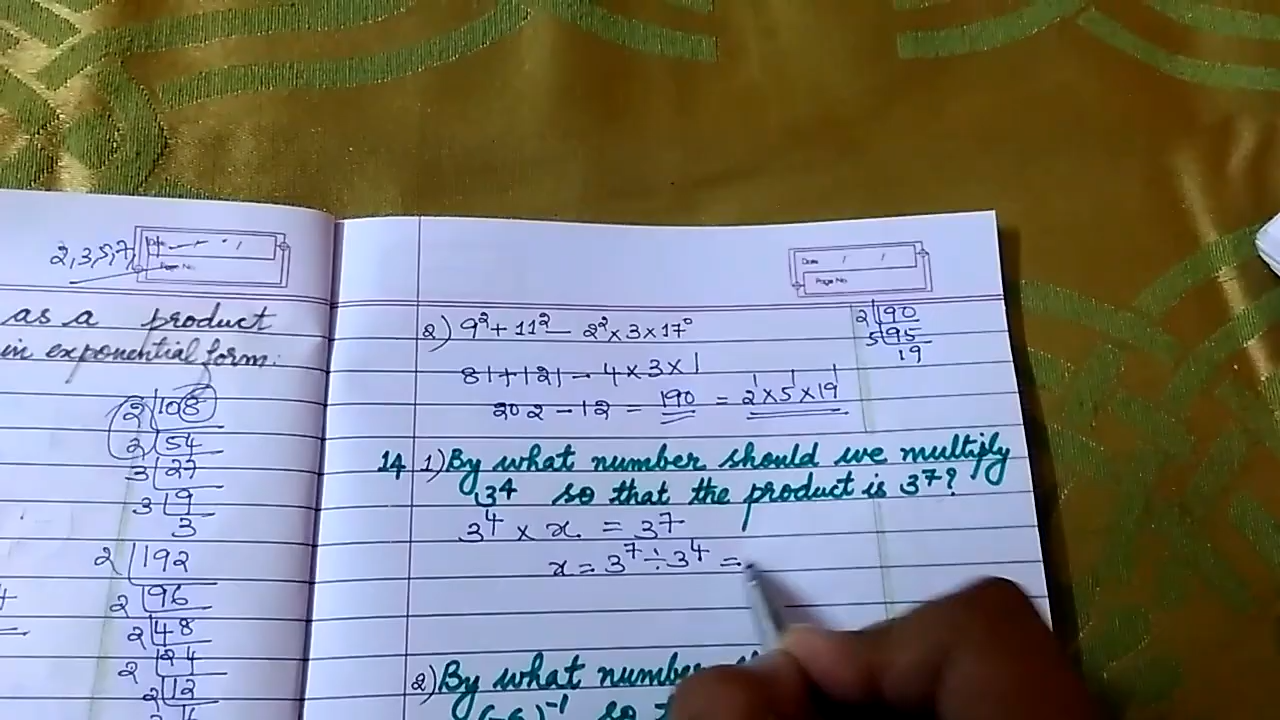 2,3,5,7,
Page No.
as a product
in exponential form.
2 108
2 54
3 27
3 9
3
2 192
2 96
2 48
2 24
2 12
Date / /
Page No.
2) 9² + 11² - 2² × 3 × 17⁰
81 + 121 - 4 × 3 × 1
202 - 12 = 190 = 2¹ × 5¹ × 19¹
2 190
5 95
19
14 1) By what number should we multiply
3⁴ so that the product is 3⁷?
3⁴ × x = 3⁷
x = 3⁷ ÷ 3⁴ =
2) By what number
so